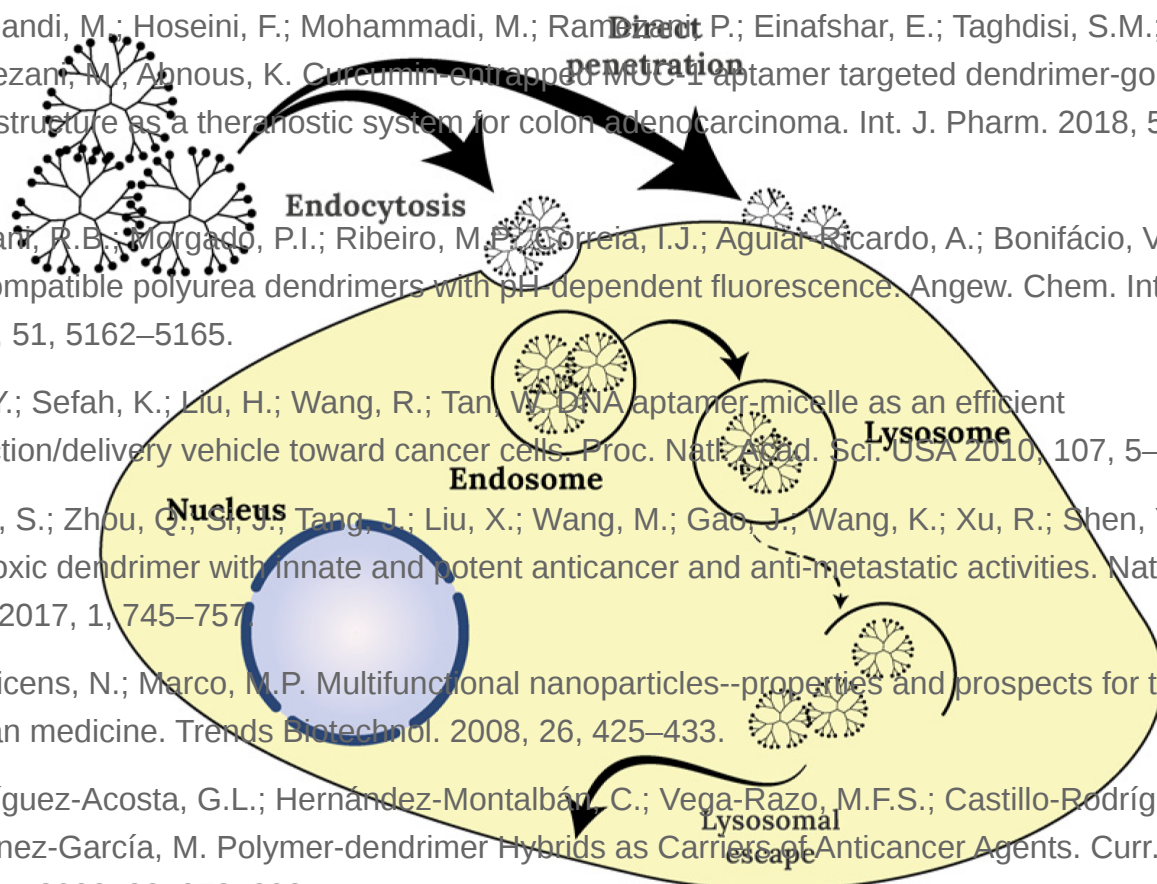 andi, M.; Hoseini, F.; Mohammadi, M.; Ramezani, P.; Einafshar, E.; Taghdisi, S.M.;
Direct
penetration
ezani, M.; Abnous, K. Curcumin-entrapped MUC-1 aptamer targeted dendrimer-go
structure as a theranostic system for colon adenocarcinoma. Int. J. Pharm. 2018, 5
Endocytosis
ani, R.B.; Morgado, P.I.; Ribeiro, M.P.; Correia, I.J.; Aguiar-Ricardo, A.; Bonifácio, V
ompatible polyurea dendrimers with pH-dependent fluorescence. Angew. Chem. Int
, 51, 5162–5165.
Y.; Sefah, K.; Liu, H.; Wang, R.; Tan, W. DNA aptamer-micelle as an efficient
Lysosome
ction/delivery vehicle toward cancer cells. Proc. Natl. Acad. Sci. USA 2010, 107, 5–
Endosome
Nucleus
, S.; Zhou, Q.; Si, J.; Tang, J.; Liu, X.; Wang, M.; Gao, J.; Wang, K.; Xu, R.; Shen, Y
oxic dendrimer with innate and potent anticancer and anti-metastatic activities. Nat
2017, 1, 745–757.
icens, N.; Marco, M.P. Multifunctional nanoparticles--properties and prospects for t
an medicine. Trends Biotechnol. 2008, 26, 425–433.
íguez-Acosta, G.L.; Hernández-Montalbán, C.; Vega-Razo, M.F.S.; Castillo-Rodríg
Lysosomal
escape
nez-García, M. Polymer-dendrimer Hybrids as Carriers of Anticancer Agents. Curr.